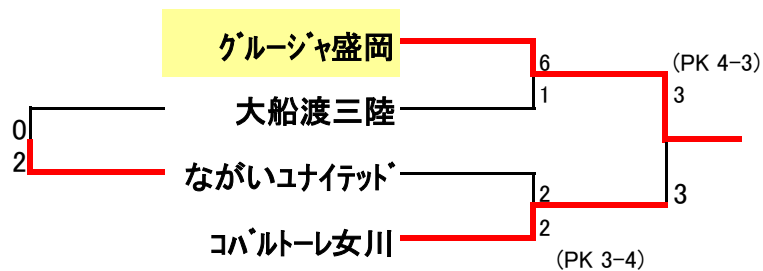 グルージャ盛岡
6
(PK 4-3)
1
3
大船渡三陸
0
2
ながいユナイテッド
2
3
コバルトーレ女川
2
(PK 3-4)